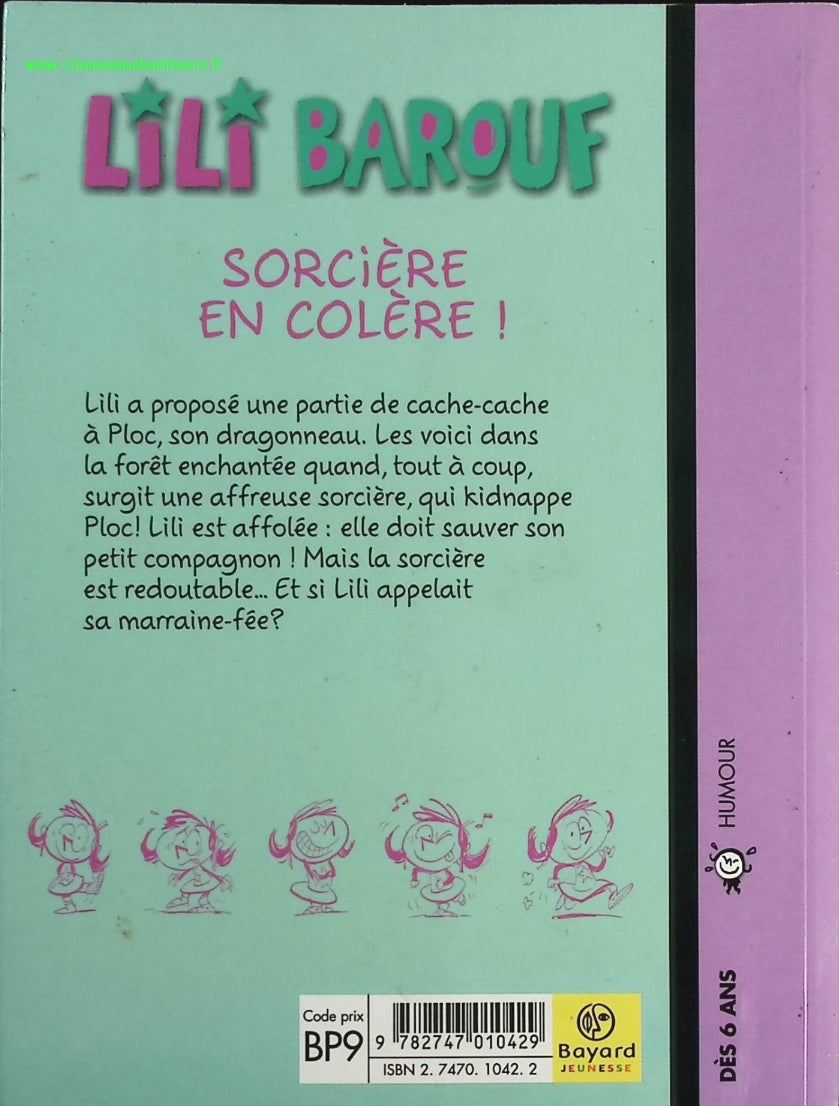 www.chasseauxbonheurs.fr
LiLi BAROUF
SORCiÈRE
EN COLÈRE !
Lili a proposé une partie de cache-cache
à Ploc, son dragonneau. Les voici dans
la forêt enchantée quand, tout à coup,
surgit une affreuse sorcière, qui kidnappe
Ploc! Lili est affolée : elle doit sauver son
petit compagnon ! Mais la sorcière
est redoutable... Et si Lili appelait
sa marraine-fée?
HUMOUR
DÈS 6 ANS
Code prix
BP9
9 782747 010429
ISBN 2. 7470. 1042. 2
Bayard
JEUNESSE